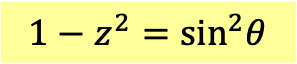 1 − z² = sin²θ